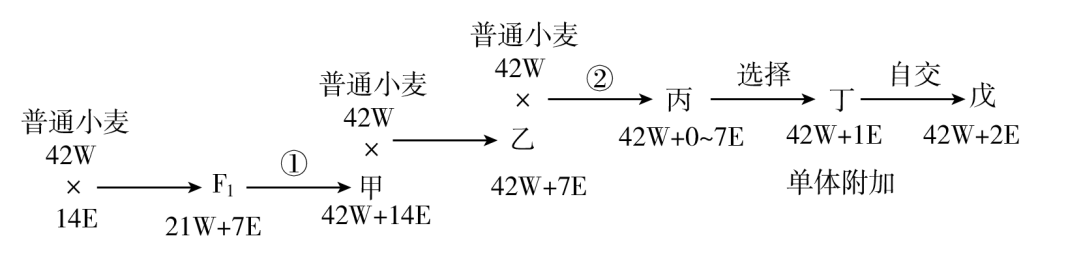 普通小麦
42W
×
14E
F₁
21W+7E
①
普通小麦
42W
×
甲
42W+14E
普通小麦
42W
×
乙
42W+7E
②
丙
42W+0~7E
选择
丁
42W+1E
单体附加
自交
戊
42W+2E